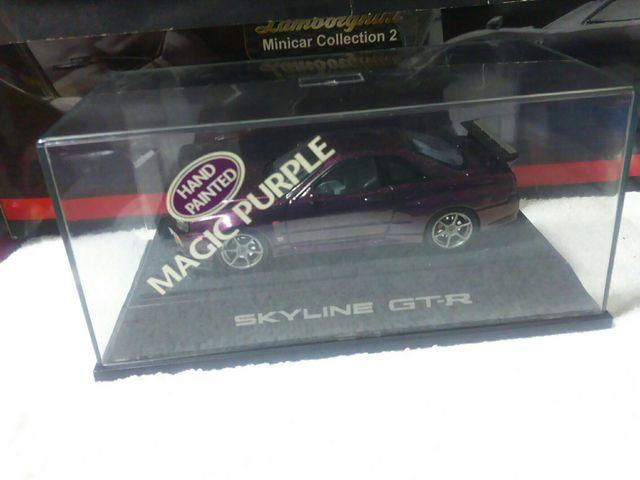 Lamborghini
Minicar Collection 2
HAND
PAINTED
MAGIC PURPLE
SKYLINE GT-R